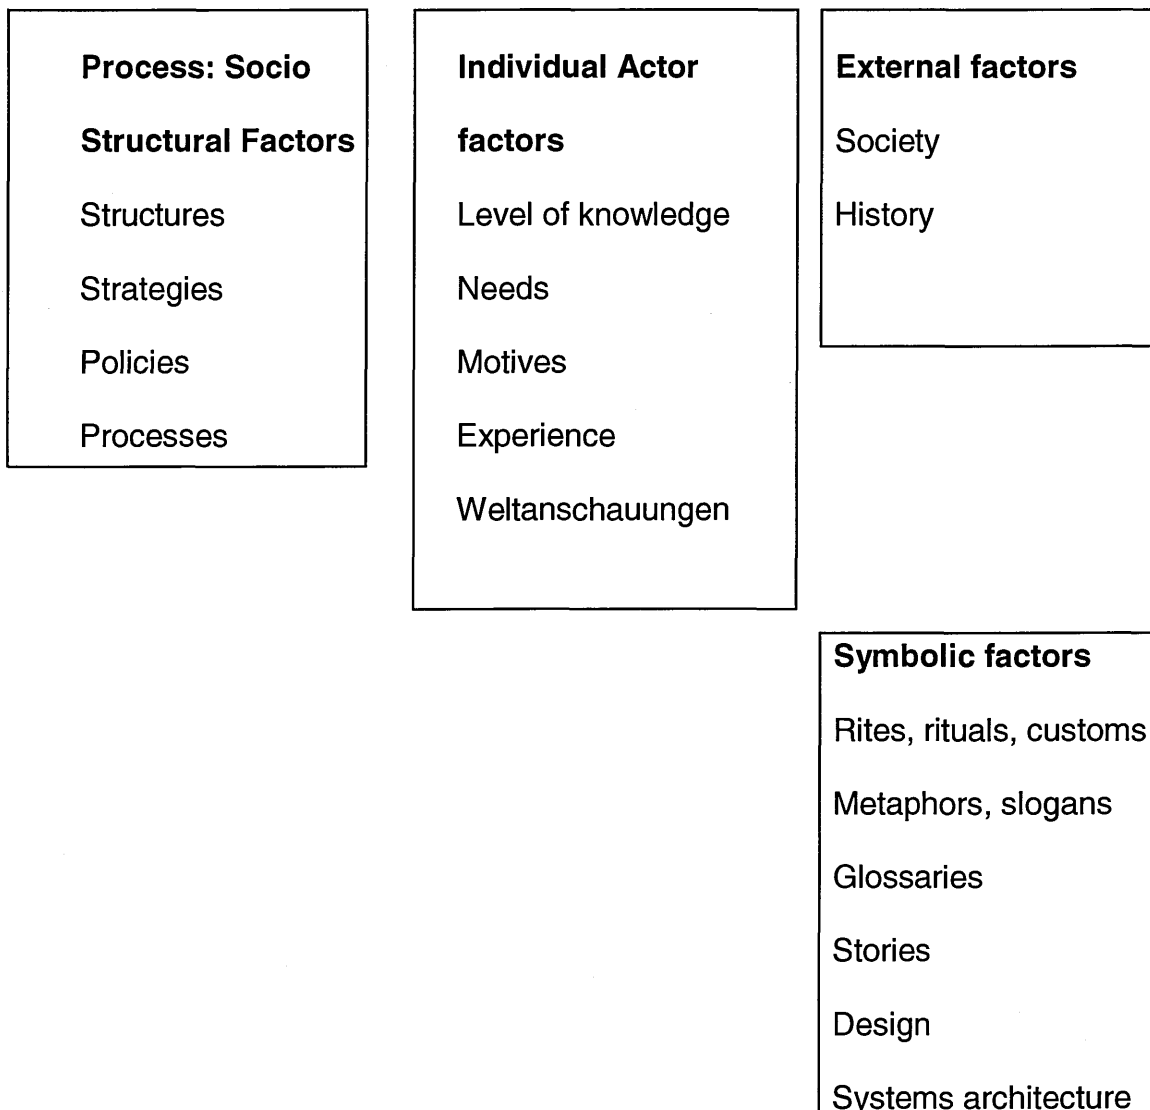 Process: Socio
Structural Factors
Structures
Strategies
Policies
Processes
Individual Actor
factors
Level of knowledge
Needs
Motives
Experience
Weltanschauungen
External factors
Society
History
Symbolic factors
Rites, rituals, customs
Metaphors, slogans
Glossaries
Stories
Design
Systems architecture